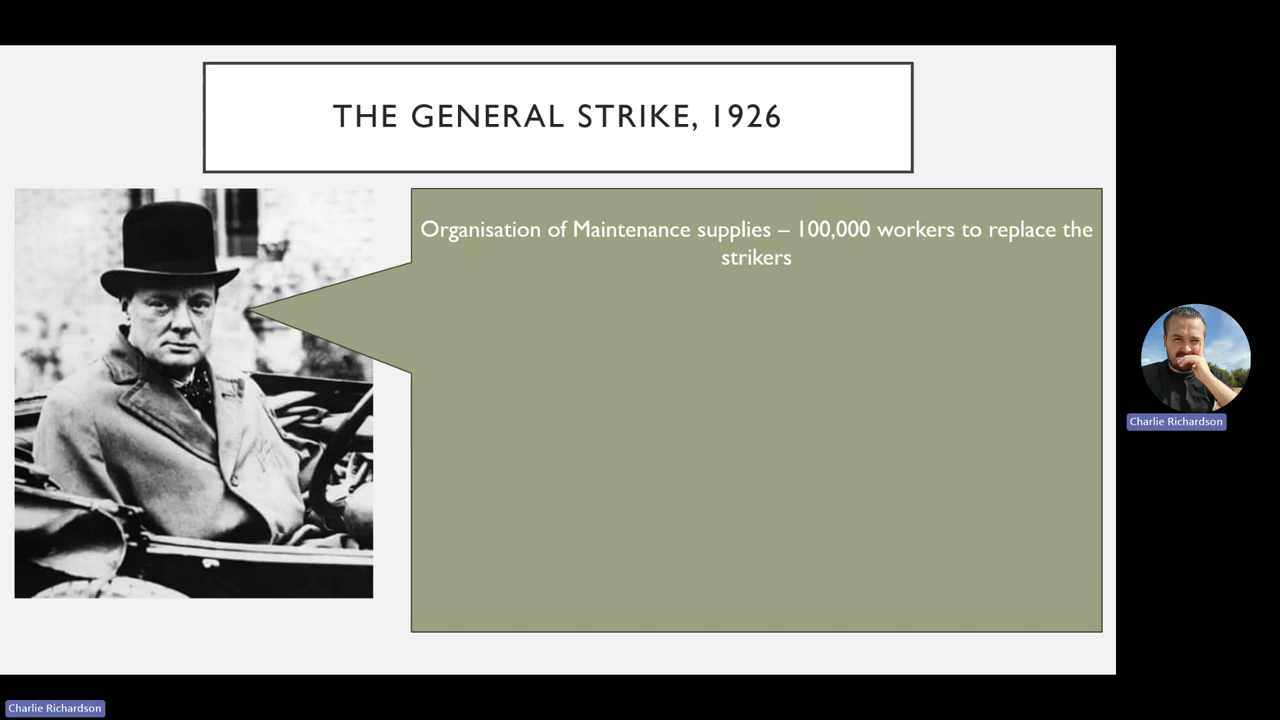 THE GENERAL STRIKE, 1926
Organisation of Maintenance supplies – 100,000 workers to replace the
strikers
Charlie Richardson
Charlie Richardson